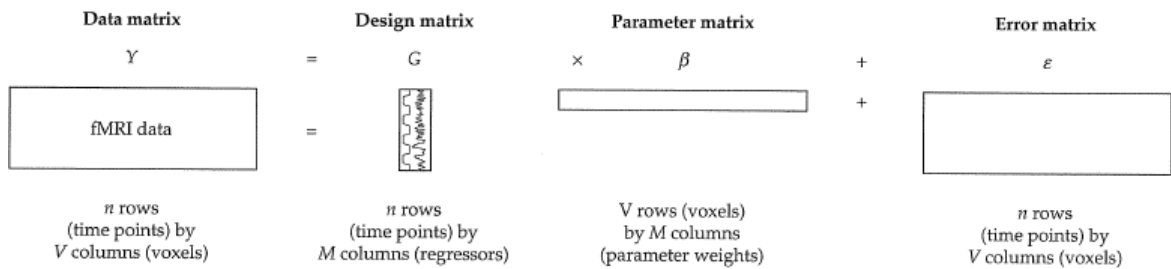 Data matrix
Design matrix
Parameter matrix
Error matrix
Y = G × β + ε
fMRI data = +
n rows
(time points) by
V columns (voxels)
n rows
(time points) by
M columns (regressors)
V rows (voxels)
by M columns
(parameter weights)
n rows
(time points) by
V columns (voxels)